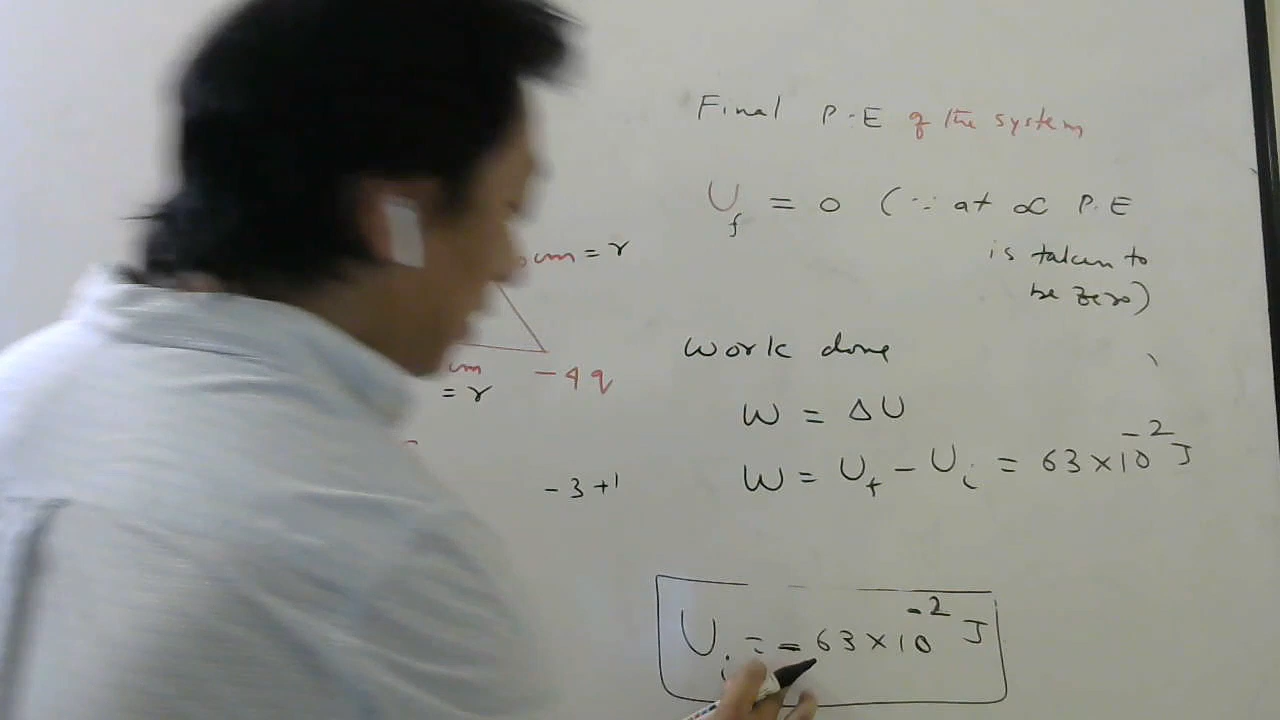 Final P.E of the system
U_f = 0 (∵ at ∝ P.E
is taken to
be zero)
cm = r
cm
= r
-4q
-3+1
Work done
W = ΔU
W = U_f - U_i = 63×10^-2 J
U_i = -63×10^-2 J